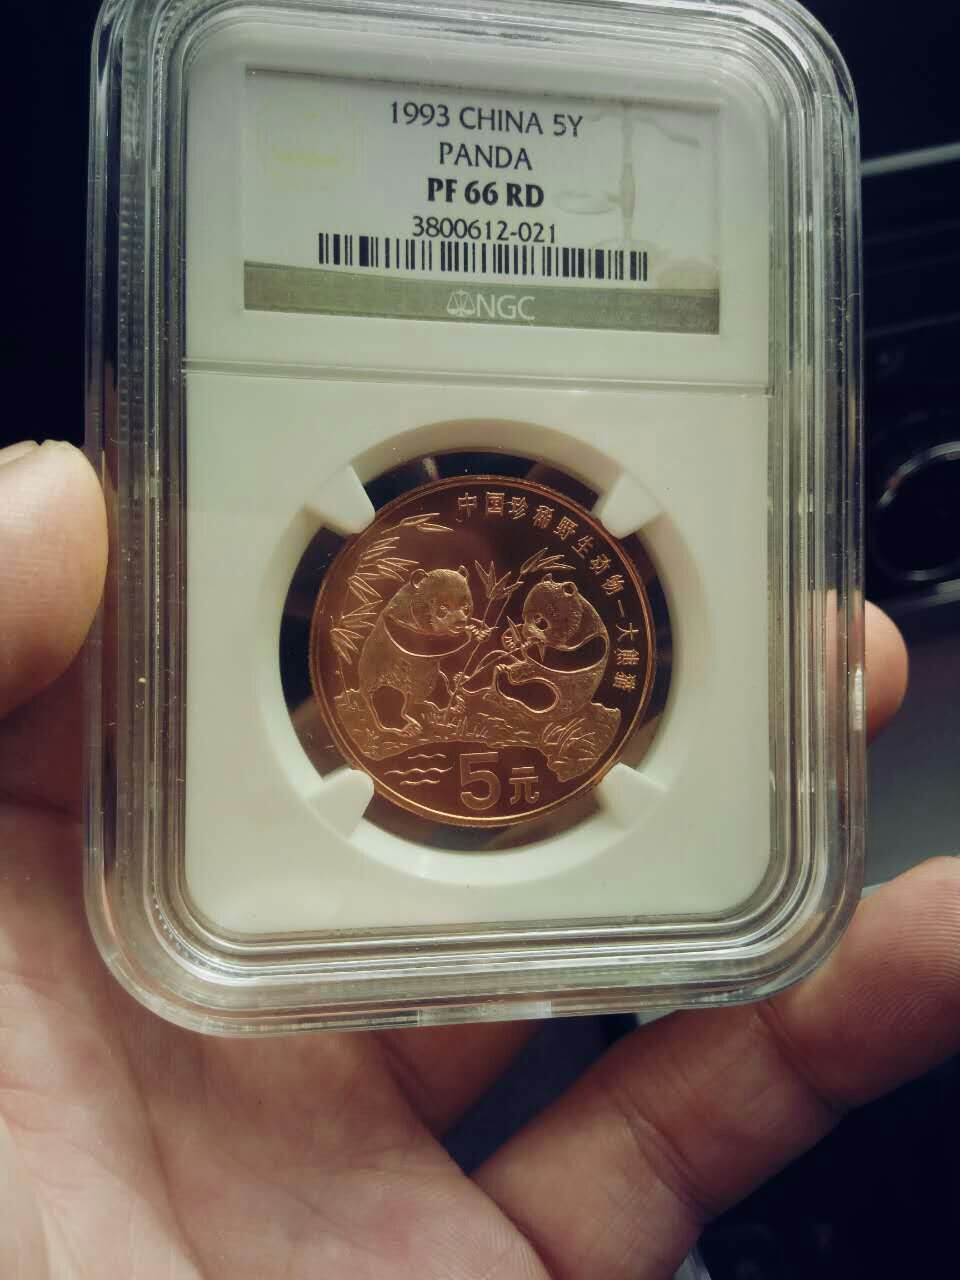 1993 CHINA 5Y
PANDA
PF 66 RD
3800612-021
NGC
中国珍稀野生动物一大熊猫
5元